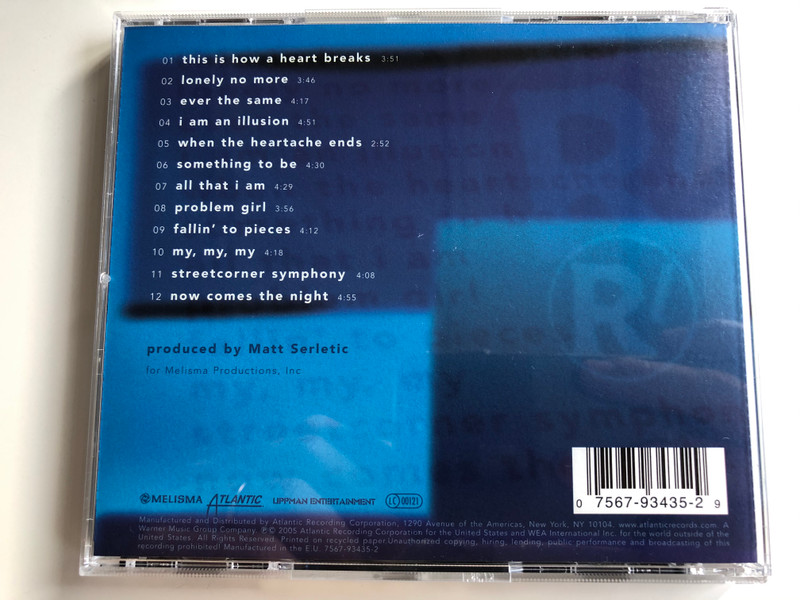 01 this is how a heart breaks 3:51
02 lonely no more 3:46
03 ever the same 4:17
04 i am an illusion 4:51
05 when the heartache ends 2:52
06 something to be 4:30
07 all that i am 4:29
08 problem girl 3:56
09 fallin' to pieces 4:12
10 my, my, my 4:18
11 streetcorner symphony 4:08
12 now comes the night 4:55
produced by Matt Serletic
for Melisma Productions, Inc
MELISMA ATLANTIC LIPPMAN ENTERTAINMENT LC 00121
0 7567-93435-2 9
Manufactured and Distributed by Atlantic Recording Corporation, 1290 Avenue of the Americas, New York, NY 10104. www.atlanticrecords.com. A
Warner Music Group Company. ℗© 2005 Atlantic Recording Corporation for the United States and WEA International Inc. for the world outside of the
United States. All Rights Reserved. Printed on recycled paper.Unauthorized copying, hiring, lending, public performance and broadcasting of this
recording prohibited! Manufactured in the E.U. 7567-93435-2